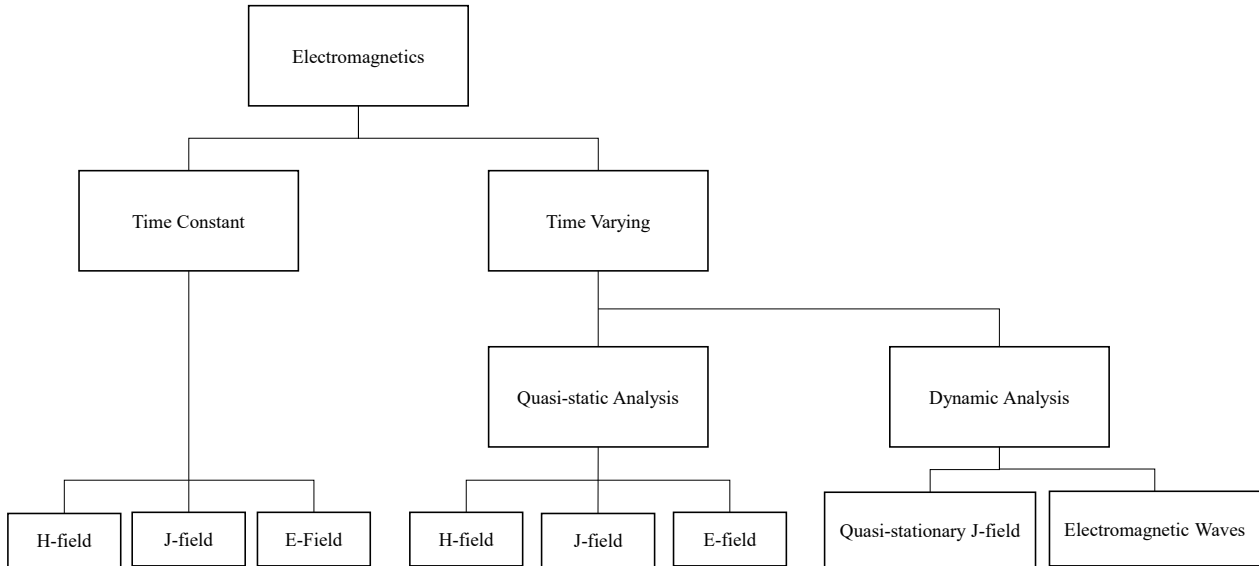 Electromagnetics
Time Constant
Time Varying
Quasi-static Analysis
Dynamic Analysis
H-field
J-field
E-Field
H-field
J-field
E-field
Quasi-stationary J-field
Electromagnetic Waves